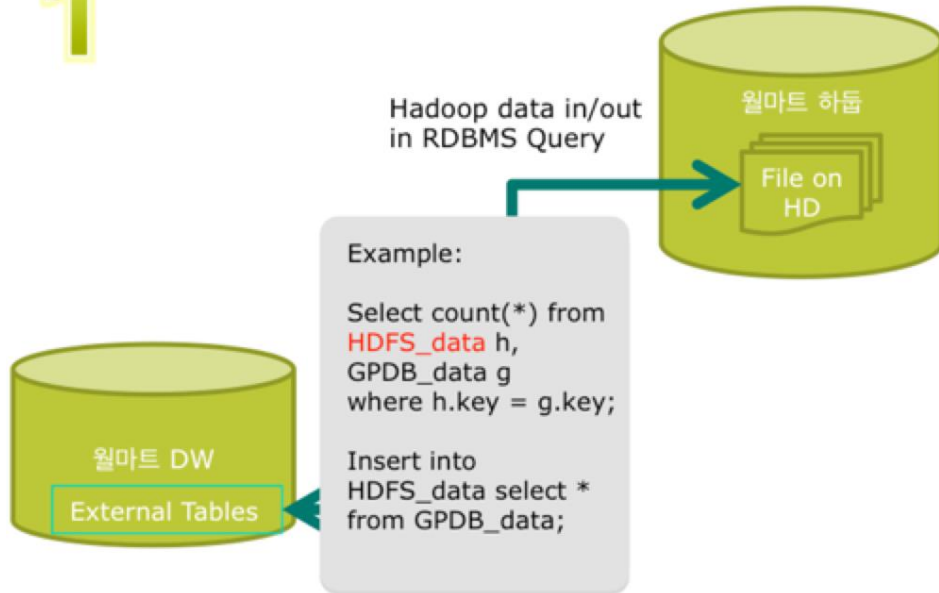 1
Hadoop data in/out
in RDBMS Query
월마트 하둡
File on
HD
Example:
Select count(*) from
HDFS_data h,
GPDB_data g
where h.key = g.key;
Insert into
HDFS_data select *
from GPDB_data;
월마트 DW
External Tables